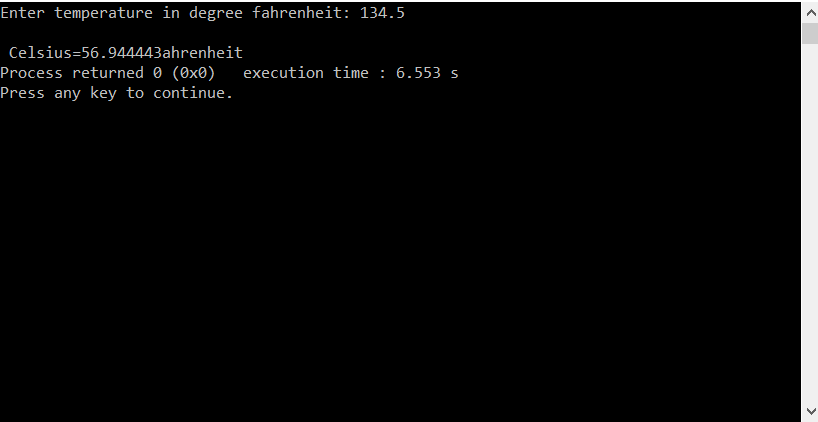 Enter temperature in degree fahrenheit: 134.5
Celsius=56.944443ahrenheit
Process returned 0 (0x0)   execution time : 6.553 s
Press any key to continue.